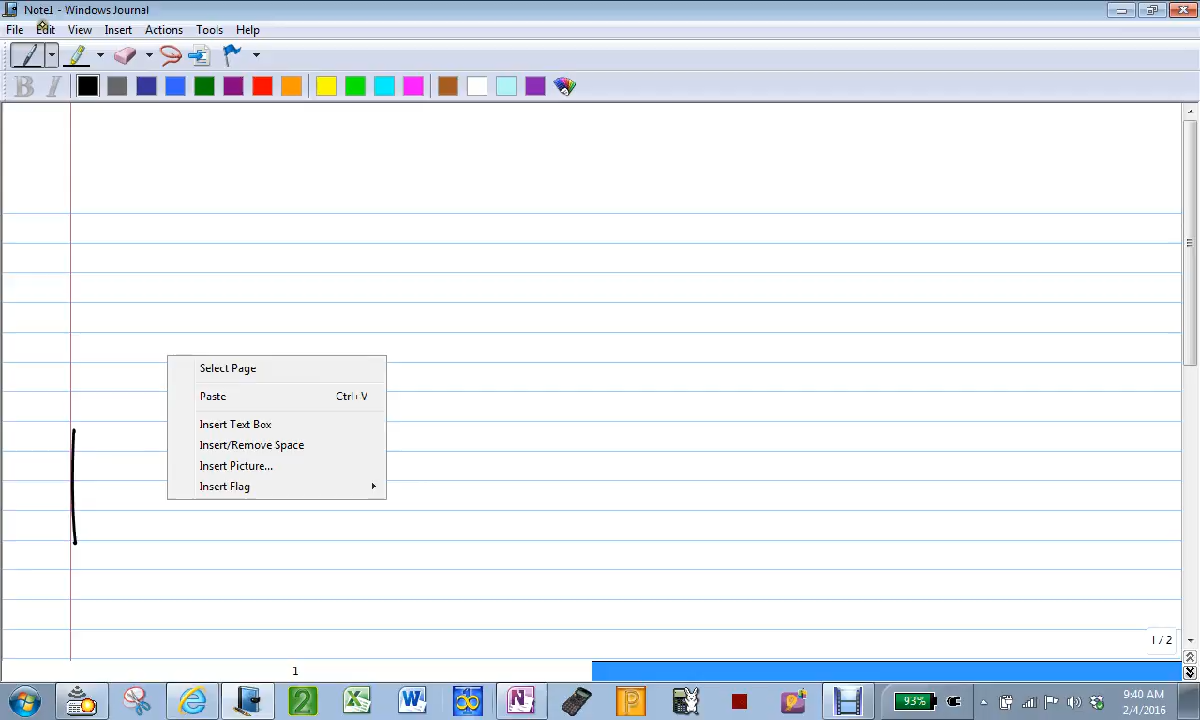 Note1 - Windows Journal
File Edit View Insert Actions Tools Help
B I
Select Page
Paste Ctrl+V
Insert Text Box
Insert/Remove Space
Insert Picture...
Insert Flag
1 / 2
1
93%
9:40 AM
2/4/2016